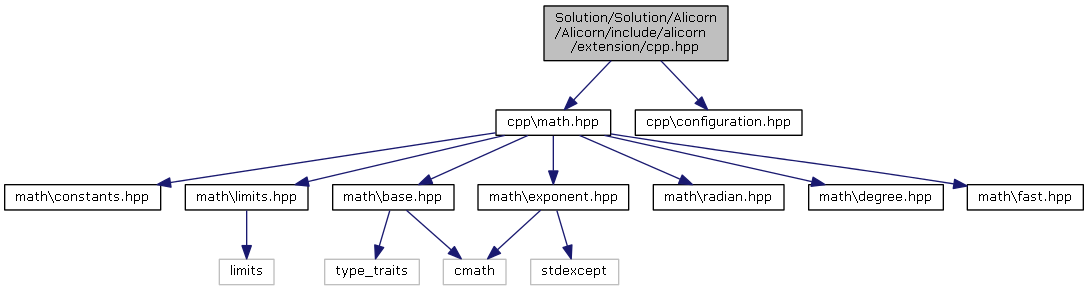 Solution/Solution/Alicorn
/Alicorn/include/alicorn
/extension/cpp.hpp
cpp\math.hpp
cpp\configuration.hpp
math\constants.hpp
math\limits.hpp
math\base.hpp
math\exponent.hpp
math\radian.hpp
math\degree.hpp
math\fast.hpp
limits
type_traits
cmath
stdexcept